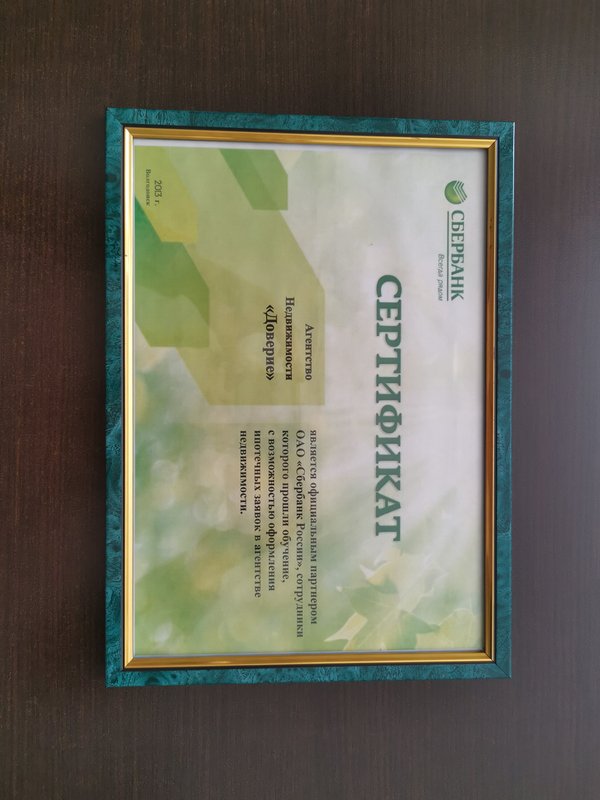 СБЕРБАНК
Всегда рядом
СЕРТИФИКАТ
Агентство
Недвижимости
«Доверие»
является официальным партнером
ОАО «Сбербанк России», сотрудники
которого прошли обучение,
с возможностью оформления
ипотечных заявок в агентстве
недвижимости.
2013 г.
Волгодонск